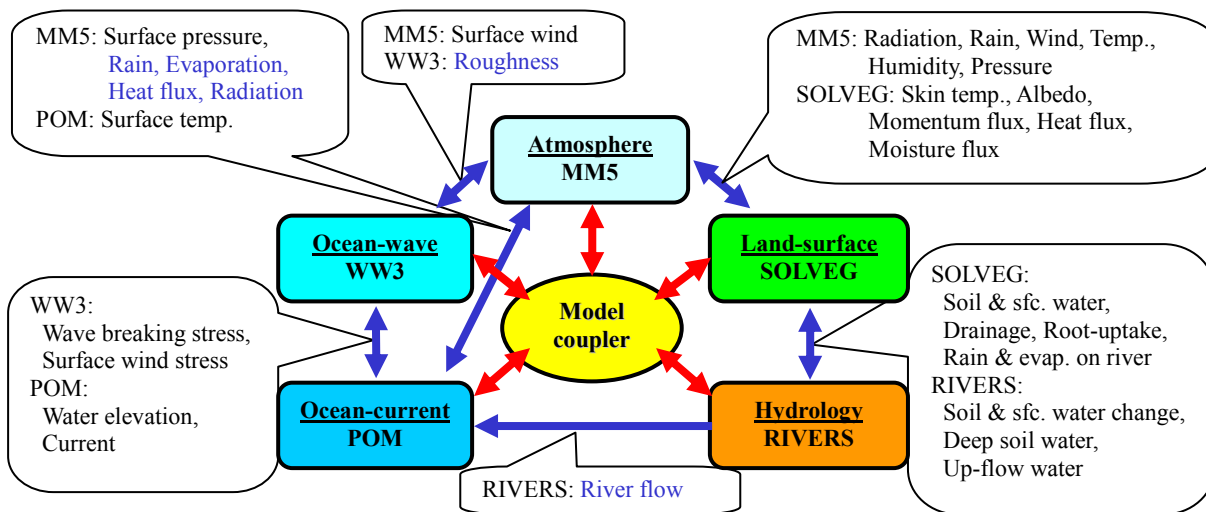 MM5: Surface pressure,
Rain, Evaporation,
Heat flux, Radiation
POM: Surface temp.
MM5: Surface wind
WW3: Roughness
MM5: Radiation, Rain, Wind, Temp.,
Humidity, Pressure
SOLVEG: Skin temp., Albedo,
Momentum flux, Heat flux,
Moisture flux
Atmosphere
MM5
Ocean-wave
WW3
Land-surface
SOLVEG
Model
coupler
WW3:
Wave breaking stress,
Surface wind stress
POM:
Water elevation,
Current
SOLVEG:
Soil & sfc. water,
Drainage, Root-uptake,
Rain & evap. on river
RIVERS:
Soil & sfc. water change,
Deep soil water,
Up-flow water
Ocean-current
POM
Hydrology
RIVERS
RIVERS: River flow